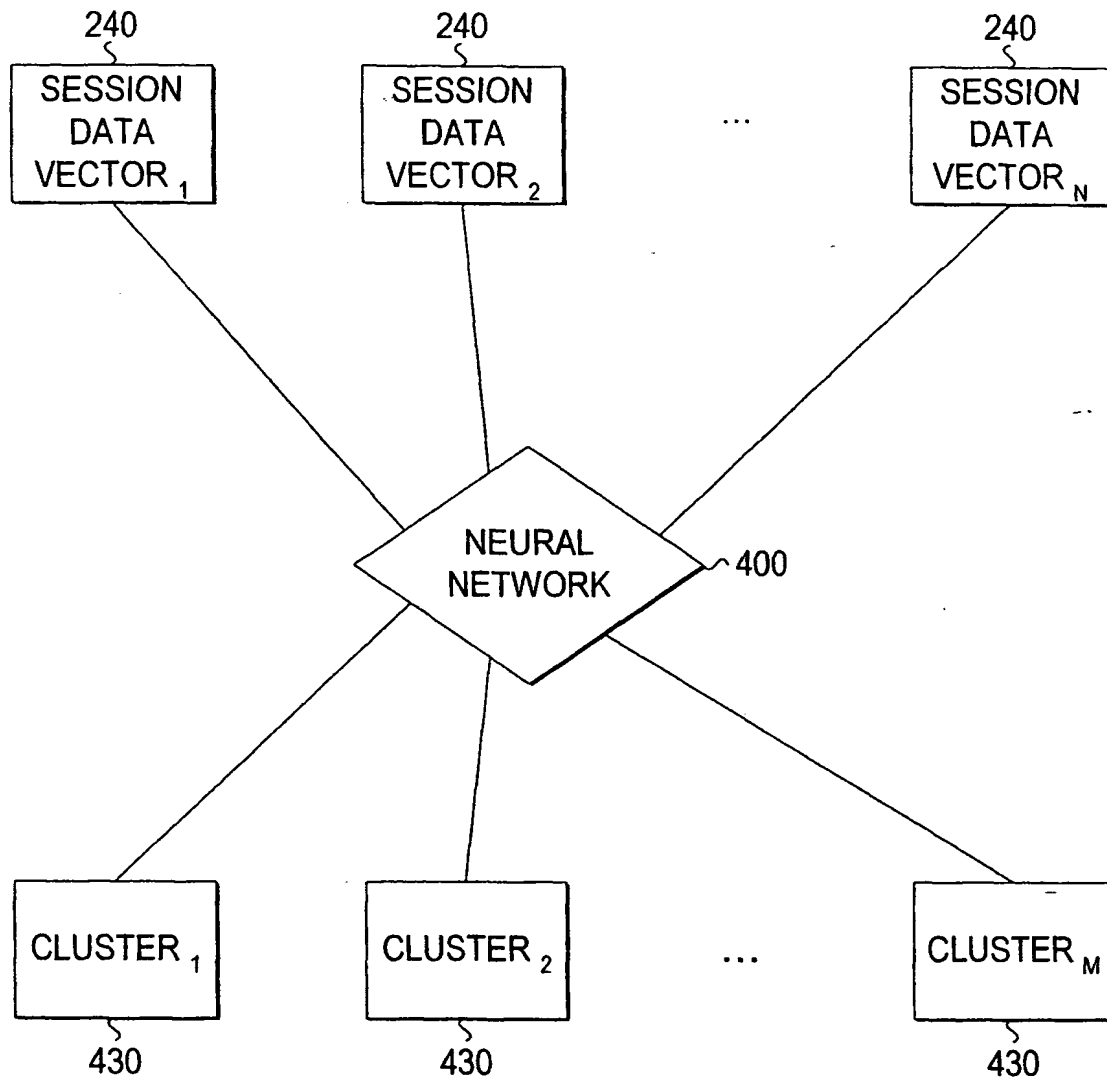 240 240 240
SESSION
DATA
VECTOR 1
SESSION
DATA
VECTOR 2
...
SESSION
DATA
VECTOR N
NEURAL
NETWORK
400
CLUSTER 1
CLUSTER 2
...
CLUSTER M
430 430 430